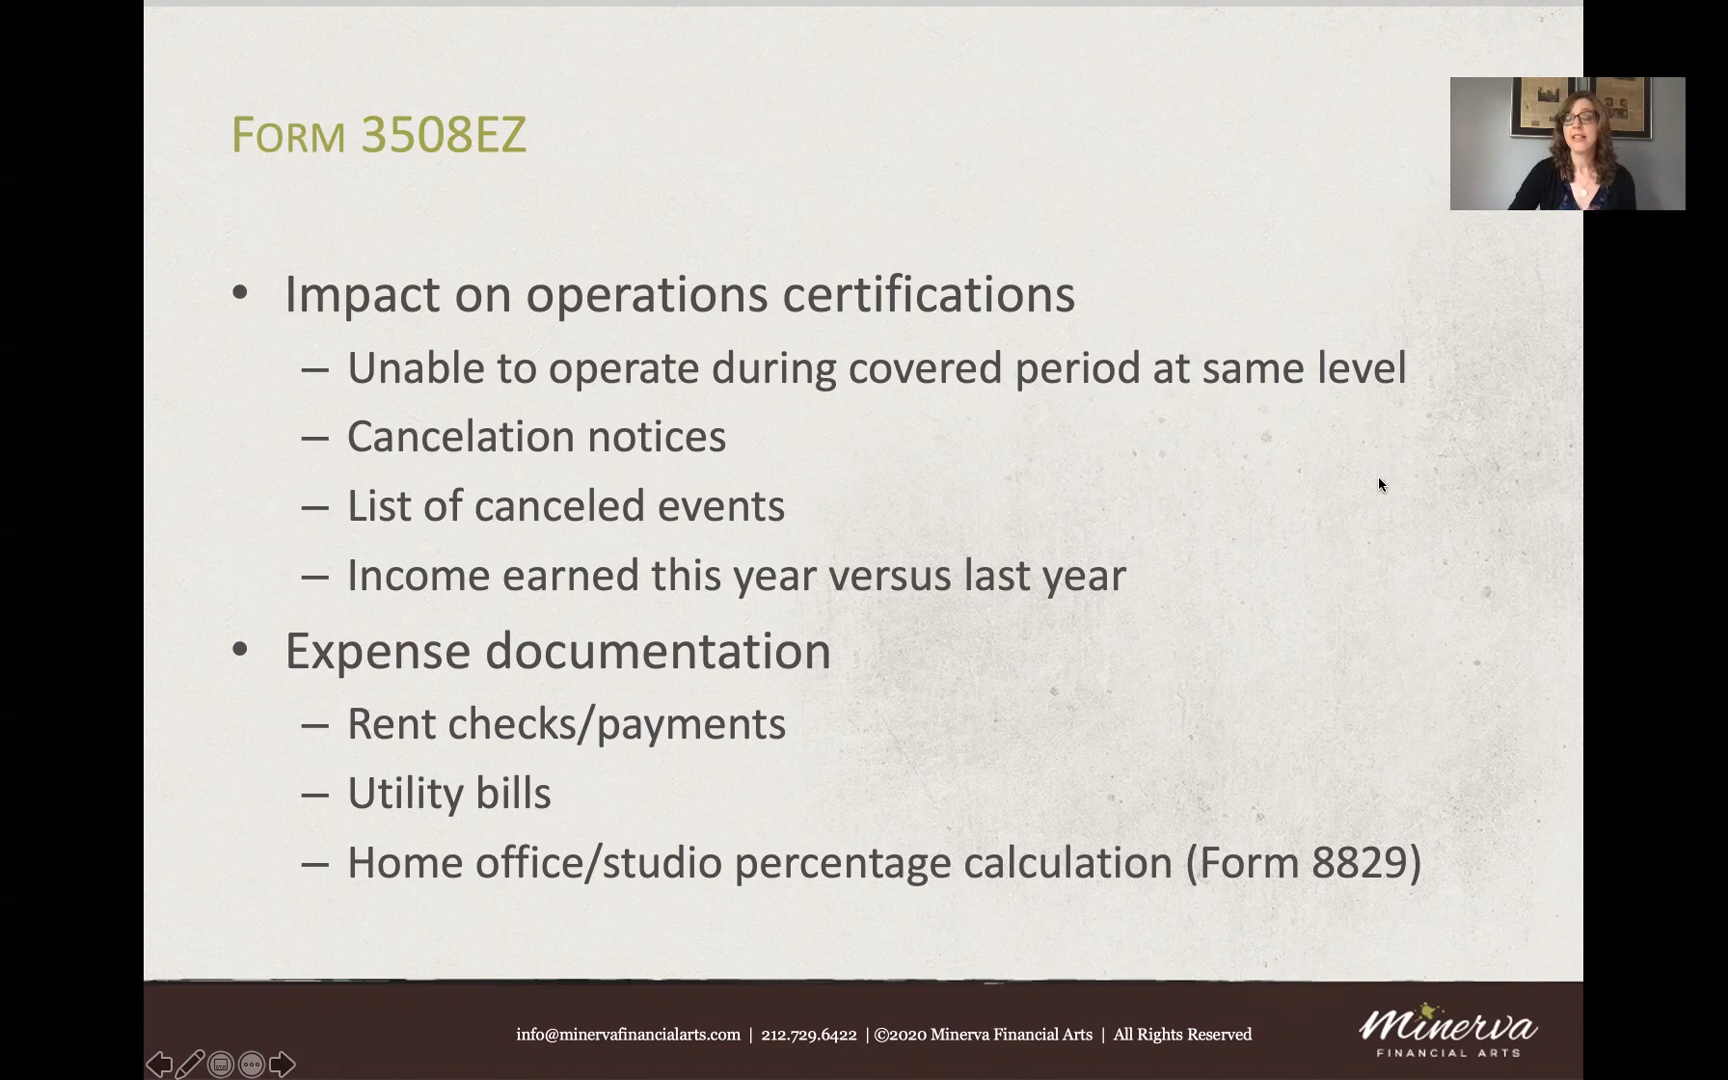 Form 3508EZ
• Impact on operations certifications
– Unable to operate during covered period at same level
– Cancelation notices
– List of canceled events
– Income earned this year versus last year
• Expense documentation
– Rent checks/payments
– Utility bills
– Home office/studio percentage calculation (Form 8829)
info@minervafinancialarts.com | 212.729.6422 | ©2020 Minerva Financial Arts | All Rights Reserved
Minerva
FINANCIAL ARTS